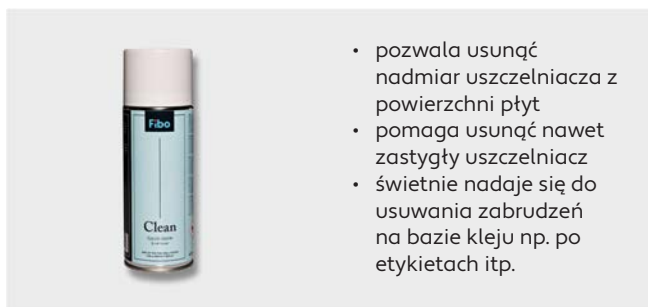 Fibo
Clean
• pozwala usunąć
nadmiar uszczelniacza z
powierzchni płyt
• pomaga usunąć nawet
zastygły uszczelniacz
• świetnie nadaje się do
usuwania zabrudzeń
na bazie kleju np. po
etykietach itp.